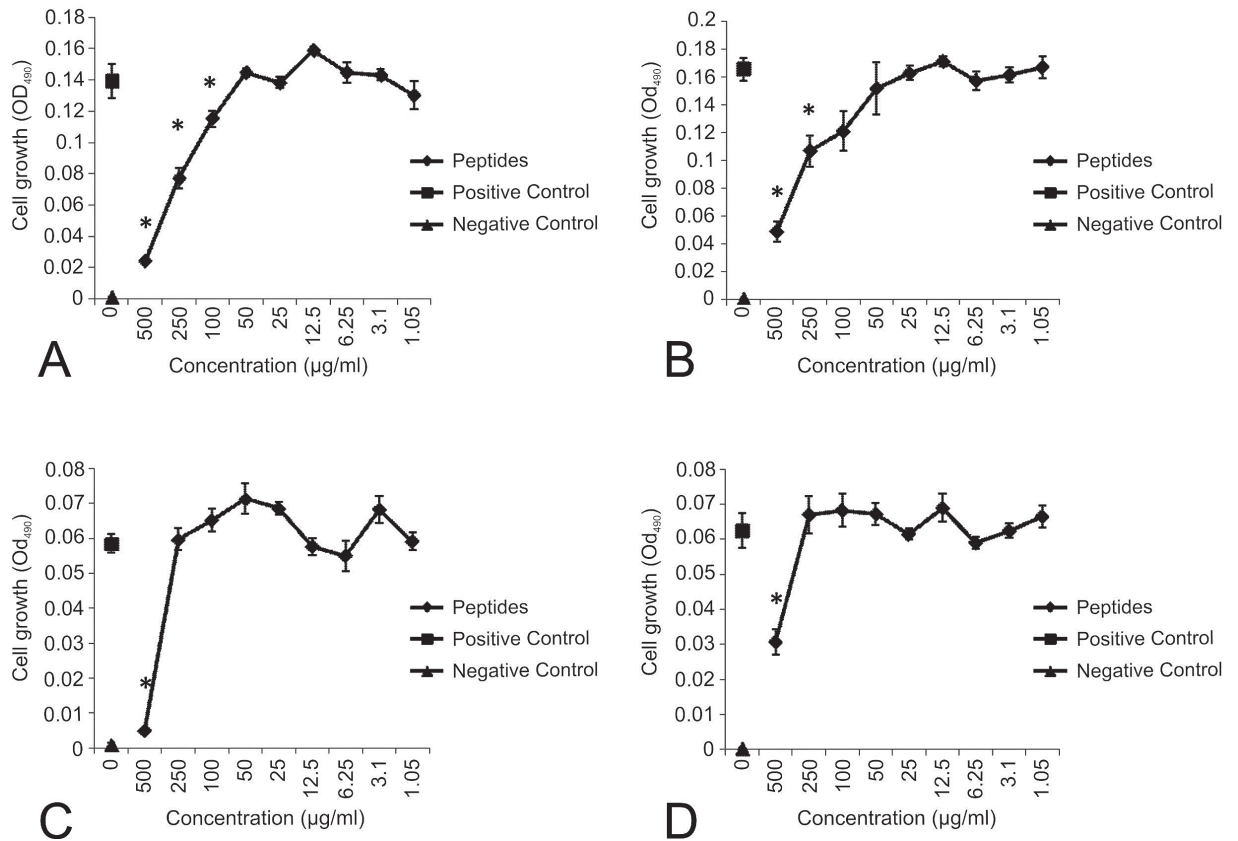 0.18
0.16
0.14
0.12
0.1
0.08
0.06
0.04
0.02
0
Cell growth (OD490)
*
*
*
Peptides
Positive Control
Negative Control
0 500 250 100 50 25 12.5 6.25 3.1 1.05
Concentration (µg/ml)
A
0.2
0.18
0.16
0.14
0.12
0.1
0.08
0.06
0.04
0.02
0
Cell growth (Od490)
*
*
Peptides
Positive Control
Negative Control
0 500 250 100 50 25 12.5 6.25 3.1 1.05
Concentration (µg/ml)
B
0.08
0.07
0.06
0.05
0.04
0.03
0.02
0.01
0
Cell growth (Od490)
*
Peptides
Positive Control
Negative Control
0 500 250 100 50 25 12.5 6.25 3.1 1.05
Concentration (µg/ml)
C
0.08
0.07
0.06
0.05
0.04
0.03
0.02
0.01
0
Cell growth (Od490)
*
Peptides
Positive Control
Negative Control
0 500 250 100 50 25 12.5 6.25 3.1 1.05
Concentration (µg/ml)
D